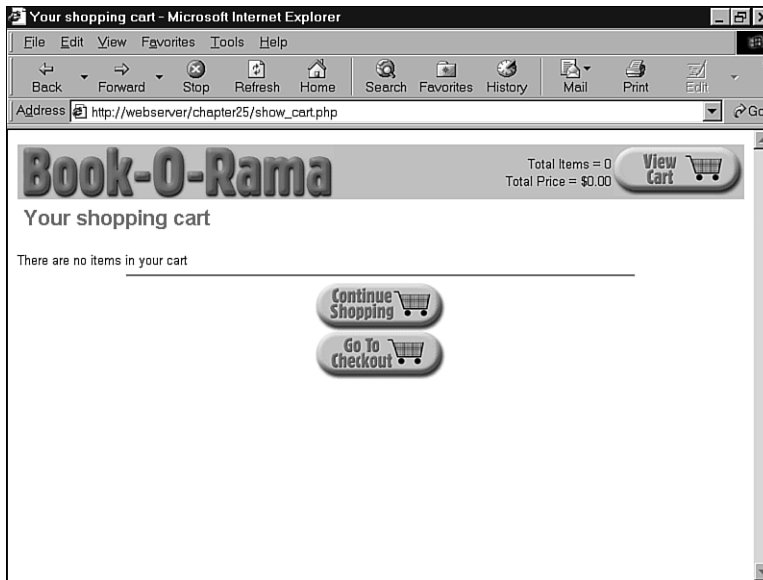 Your shopping cart - Microsoft Internet Explorer
File Edit View Favorites Tools Help
Back Forward Stop Refresh Home Search Favorites History Mail Print Edit
Address http://webserver/chapter25/show_cart.php Go
Book-O-Rama
Total Items = 0
Total Price = $0.00
View
Cart
Your shopping cart
There are no items in your cart
Continue
Shopping
Go To
Checkout